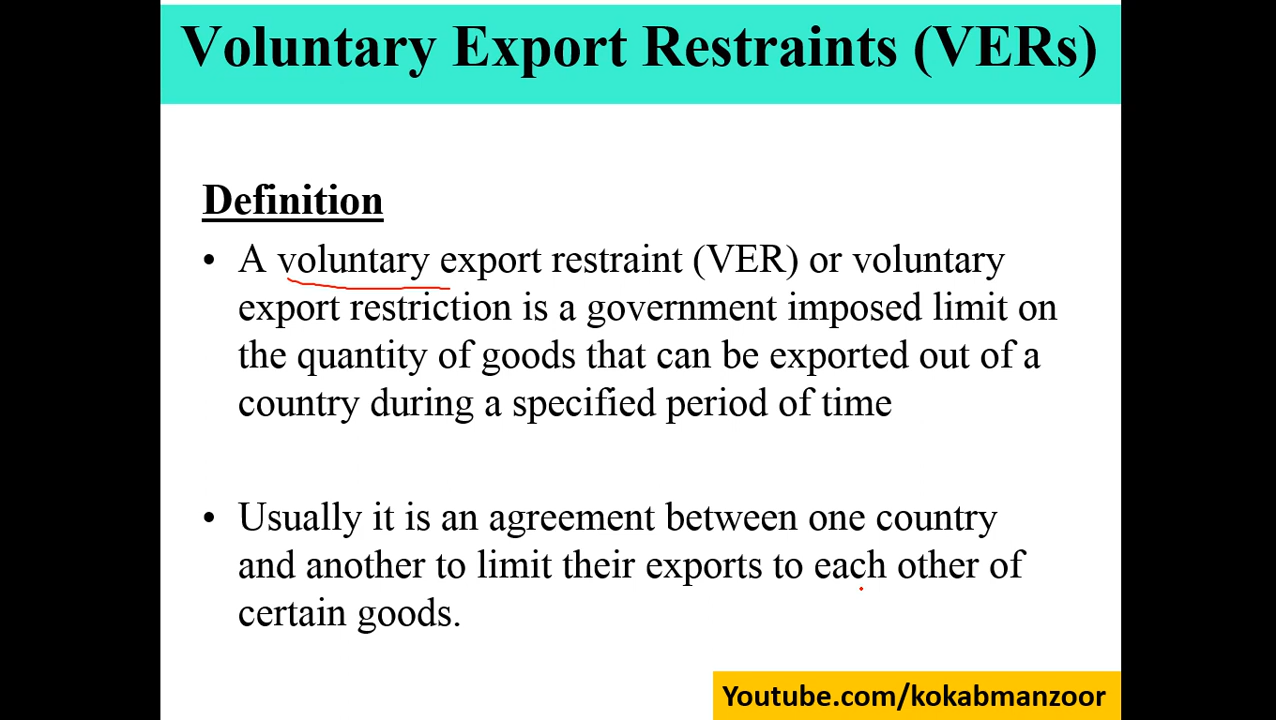 Voluntary Export Restraints (VERs)
Definition
• A voluntary export restraint (VER) or voluntary
export restriction is a government imposed limit on
the quantity of goods that can be exported out of a
country during a specified period of time
• Usually it is an agreement between one country
and another to limit their exports to each other of
certain goods.
Youtube.com/kokabmanzoor